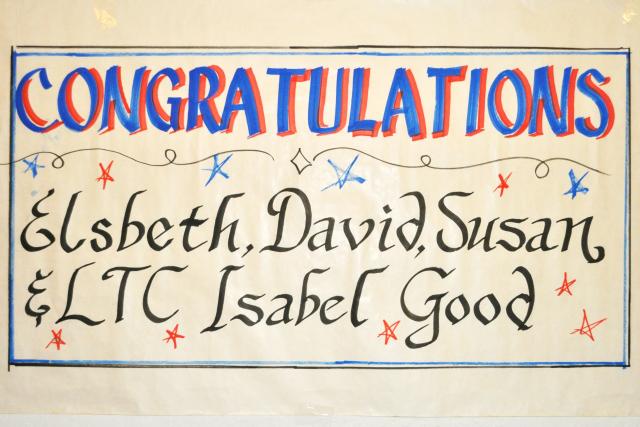 CONGRATULATIONS
Elsbeth, David, Susan,
& LTC Isabel Good